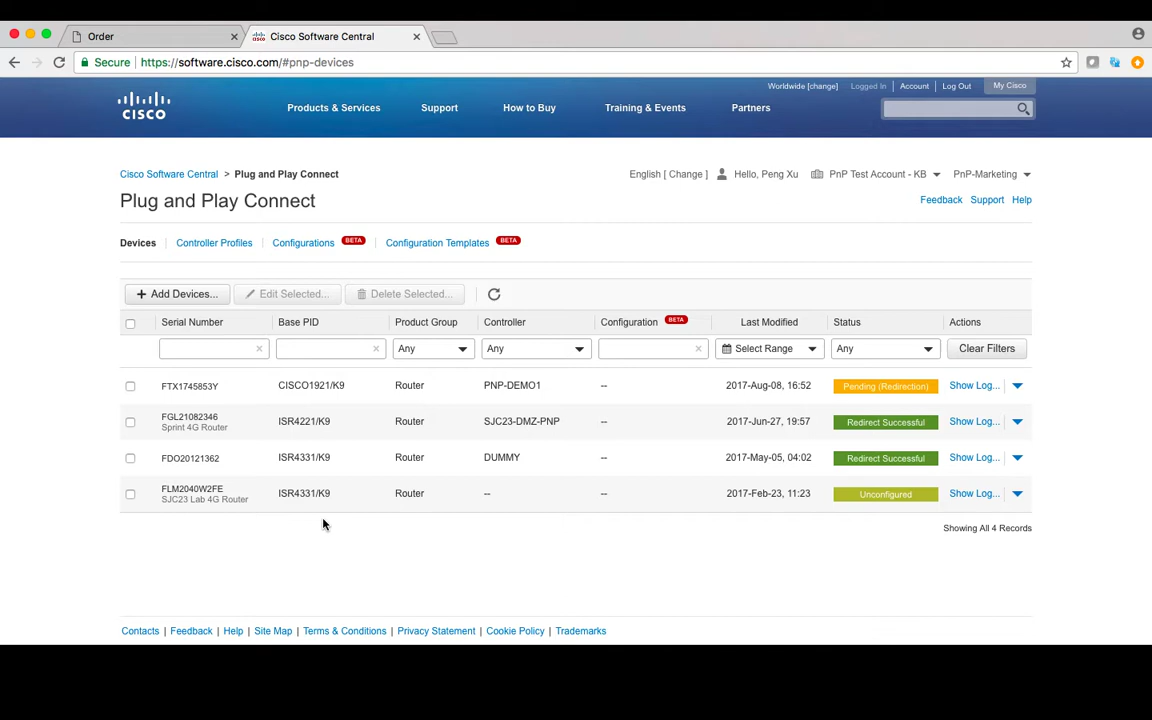 Order
Cisco Software Central
Secure https://software.cisco.com/#pnp-devices
Worldwide [change] Logged In Account Log Out My Cisco
CISCO
Products & Services Support How to Buy Training & Events Partners
Cisco Software Central > Plug and Play Connect
English [ Change ] Hello, Peng Xu PnP Test Account - KB PnP-Marketing
Plug and Play Connect
Feedback Support Help
Devices Controller Profiles Configurations BETA Configuration Templates BETA
+ Add Devices... Edit Selected... Delete Selected...
Serial Number Base PID Product Group Controller Configuration BETA Last Modified Status Actions
Any Any Select Range Any Clear Filters
FTX1745853Y CISCO1921/K9 Router PNP-DEMO1 -- 2017-Aug-08, 16:52 Pending (Redirection) Show Log...
FGL21082346 ISR4221/K9 Router SJC23-DMZ-PNP -- 2017-Jun-27, 19:57 Redirect Successful Show Log...
Sprint 4G Router
FDO20121362 ISR4331/K9 Router DUMMY -- 2017-May-05, 04:02 Redirect Successful Show Log...
FLM2040W2FE ISR4331/K9 Router -- -- 2017-Feb-23, 11:23 Unconfigured Show Log...
SJC23 Lab 4G Router
Showing All 4 Records
Contacts | Feedback | Help | Site Map | Terms & Conditions | Privacy Statement | Cookie Policy | Trademarks